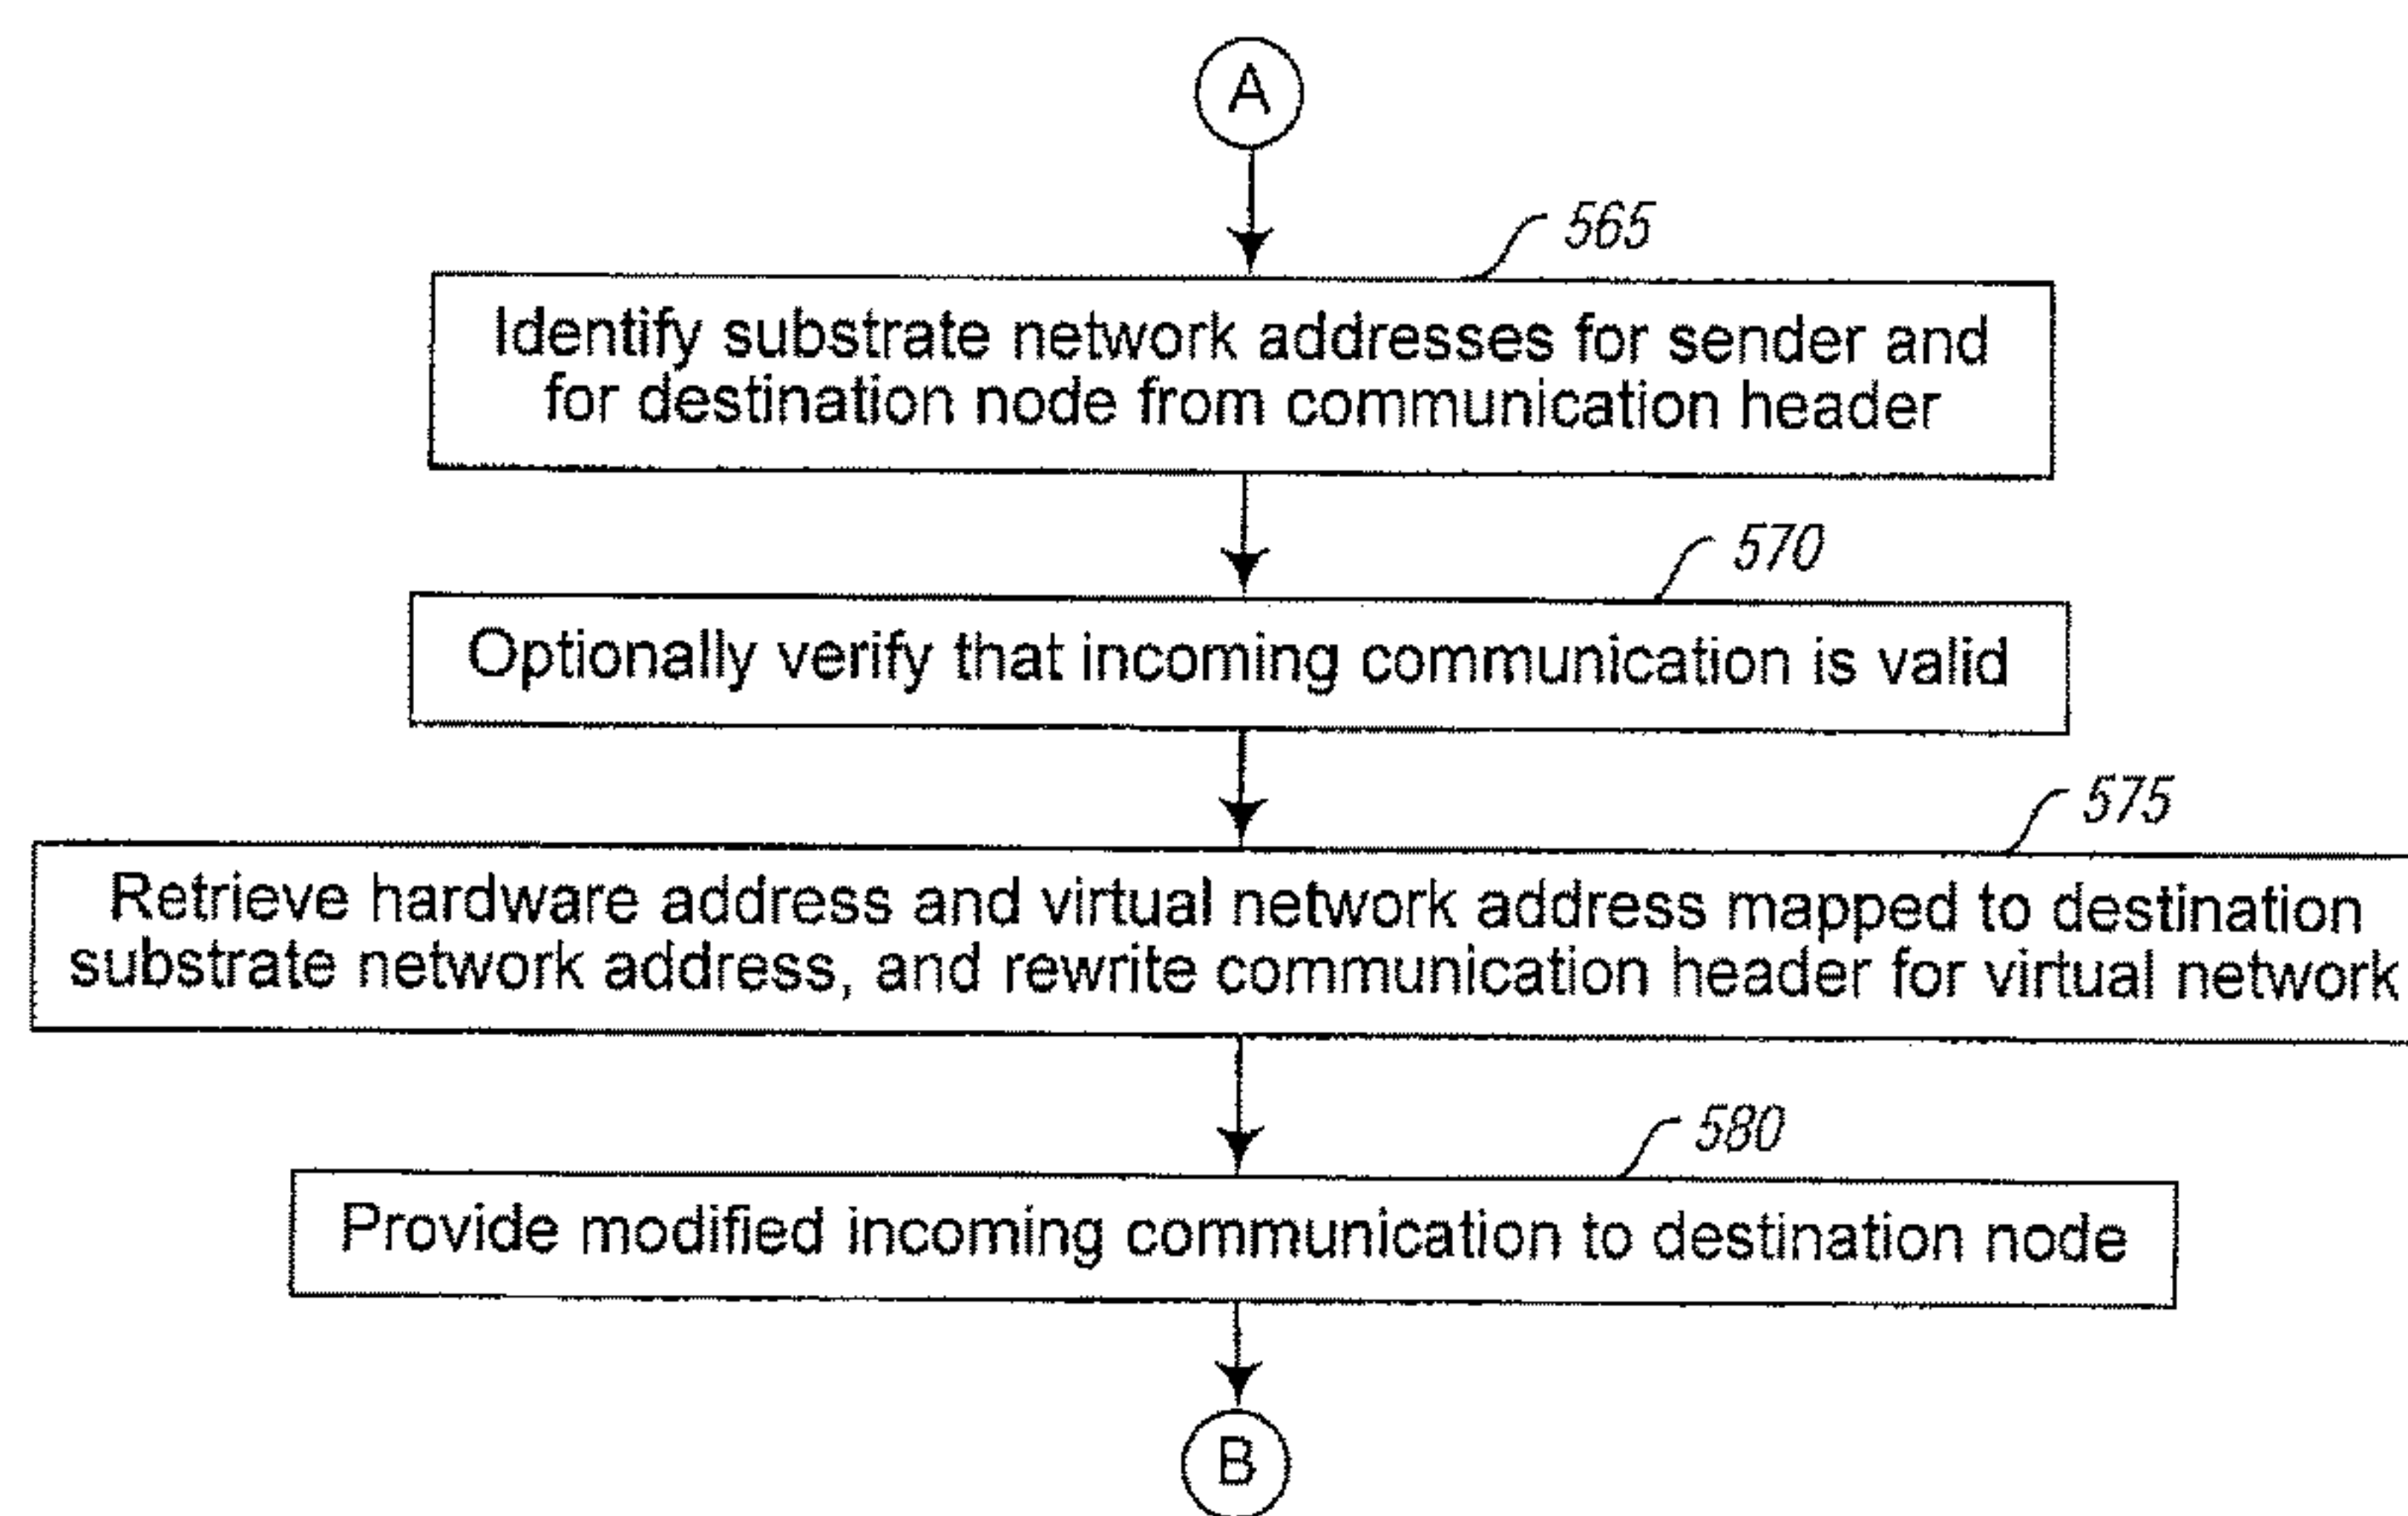 A
565
Identify substrate network addresses for sender and
for destination node from communication header
570
Optionally verify that incoming communication is valid
575
Retrieve hardware address and virtual network address mapped to destination
substrate network address, and rewrite communication header for virtual network
580
Provide modified incoming communication to destination node
B